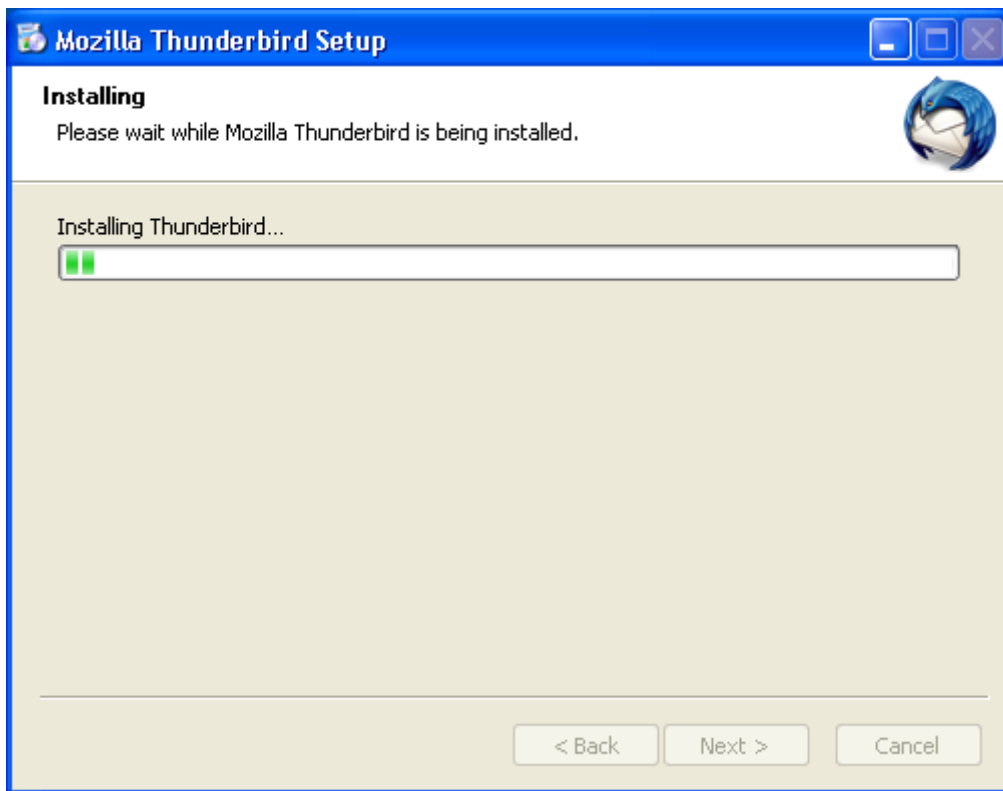 Mozilla Thunderbird Setup
Installing
Please wait while Mozilla Thunderbird is being installed.
Installing Thunderbird...
< Back
Next >
Cancel